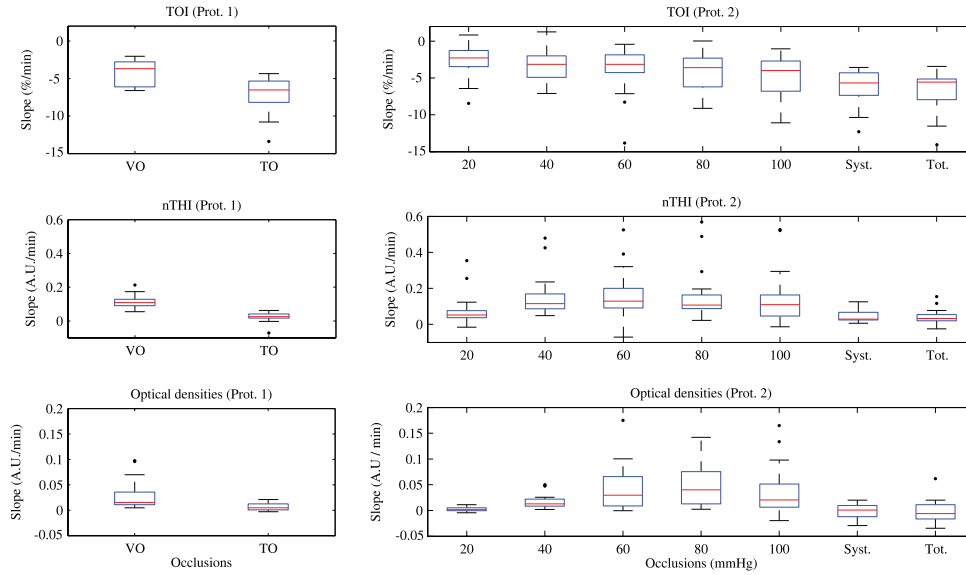 TOI (Prot. 1)
Slope (%/min)
0
-5
-10
-15
VO TO
TOI (Prot. 2)
Slope (%/min)
0
-5
-10
-15
20 40 60 80 100 Syst. Tot.
nTHI (Prot. 1)
Slope (A.U./min)
0.6
0.4
0.2
0
VO TO
nTHI (Prot. 2)
Slope (A.U./min)
0.6
0.4
0.2
0
20 40 60 80 100 Syst. Tot.
Optical densities (Prot. 1)
Slope (A.U./min)
0.2
0.15
0.1
0.05
0
-0.05
VO TO
Occlusions
Optical densities (Prot. 2)
Slope (A.U / min)
0.2
0.15
0.1
0.05
0
-0.05
20 40 60 80 100 Syst. Tot.
Occlusions (mmHg)